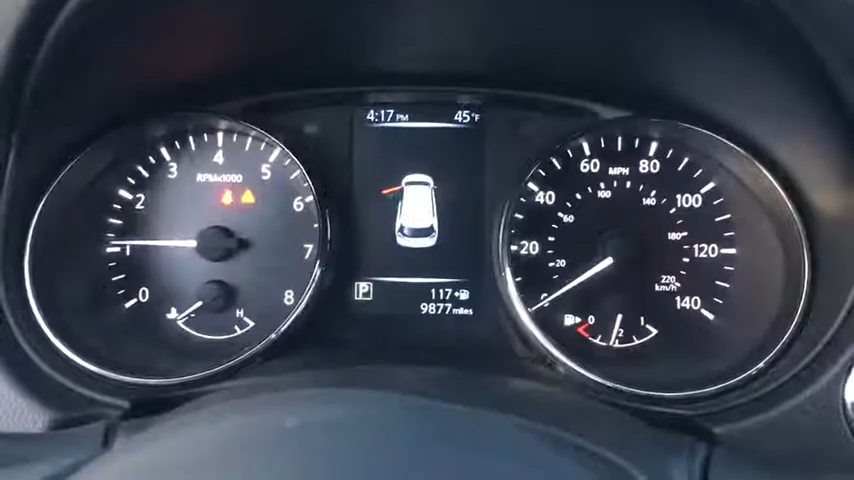 4:17 PM 45°F
RPMx1000
0 1 2 3 4 5 6 7 8
H
P
117
9877 miles
MPH
20 40 60 80 100 120 140
20 60 100 140 180 220
km/h
0 1/2 1